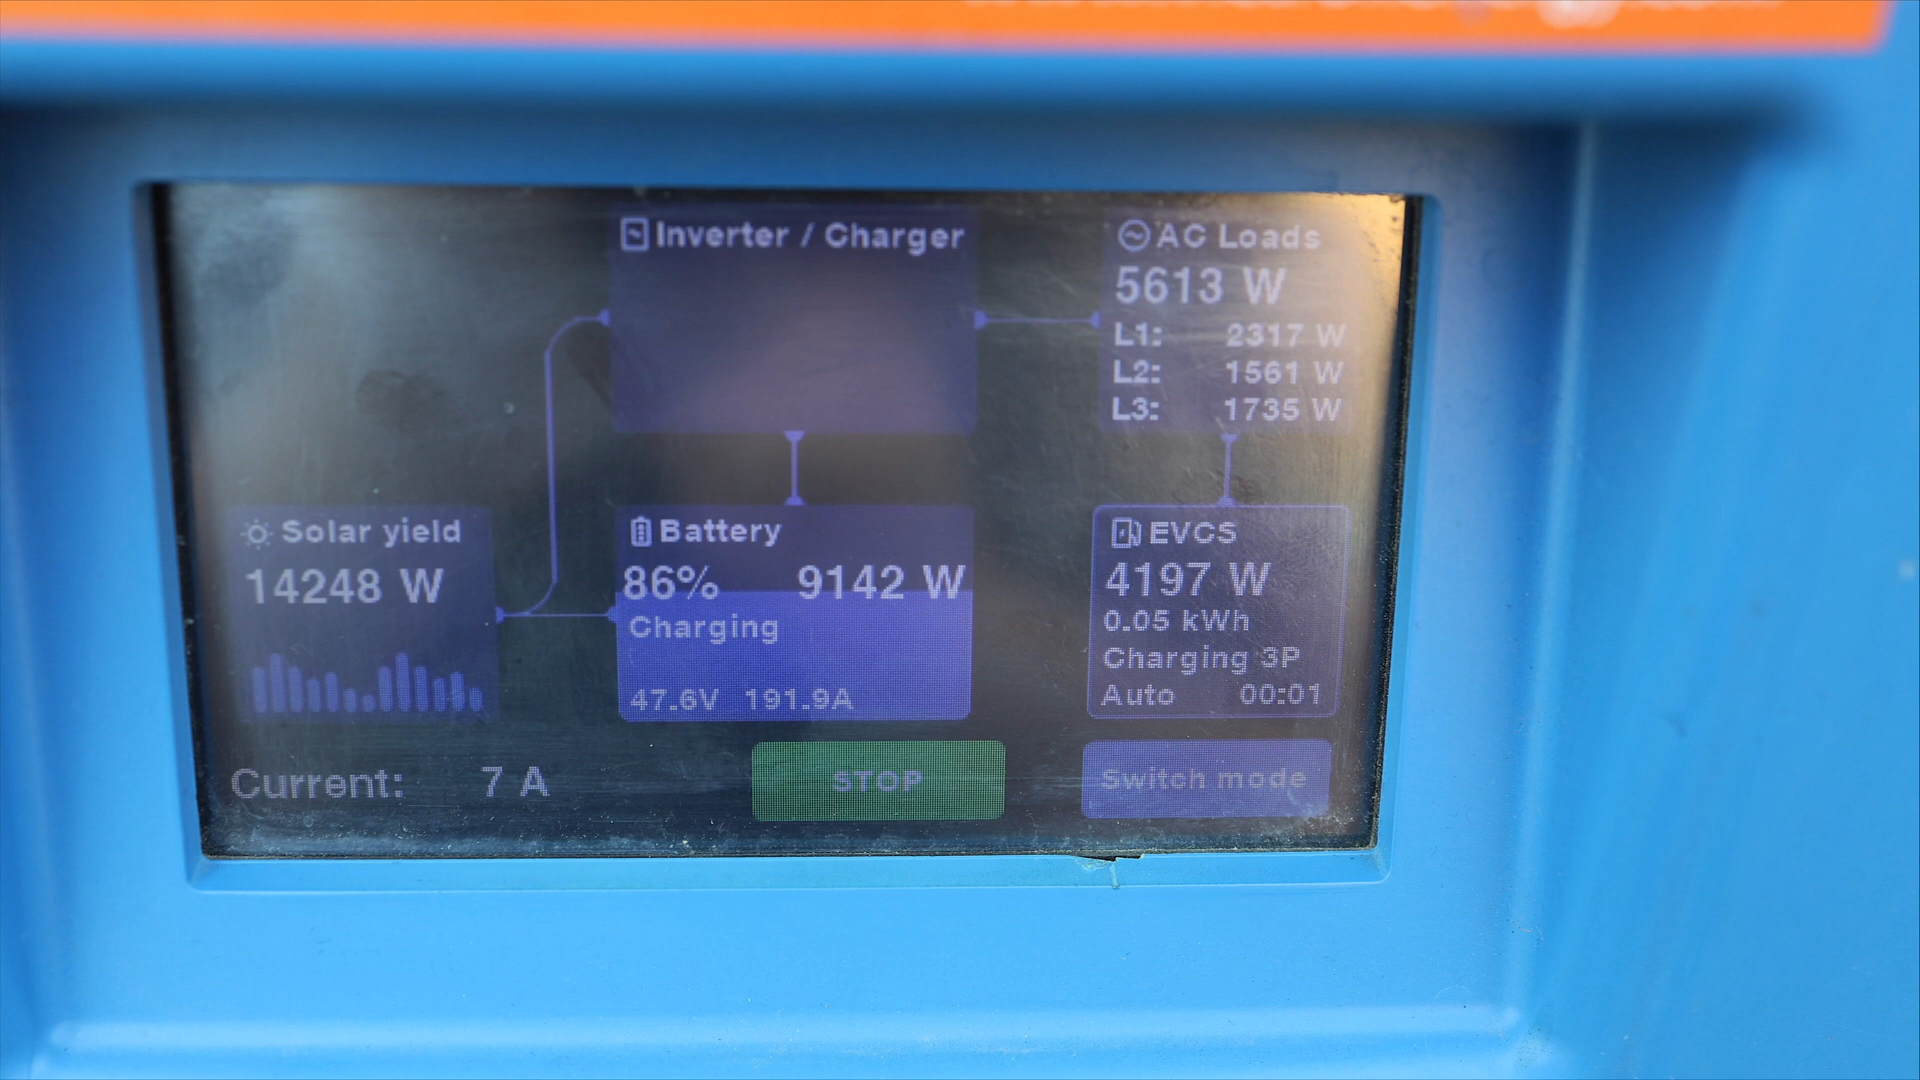 Inverter / Charger
AC Loads
5613 W
L1: 2317 W
L2: 1561 W
L3: 1735 W
Solar yield
14248 W
Battery
86% 9142 W
Charging
47.6V 191.9A
EVCS
4197 W
0.05 kWh
Charging 3P
Auto 00:01
Current: 7 A
STOP
Switch mode